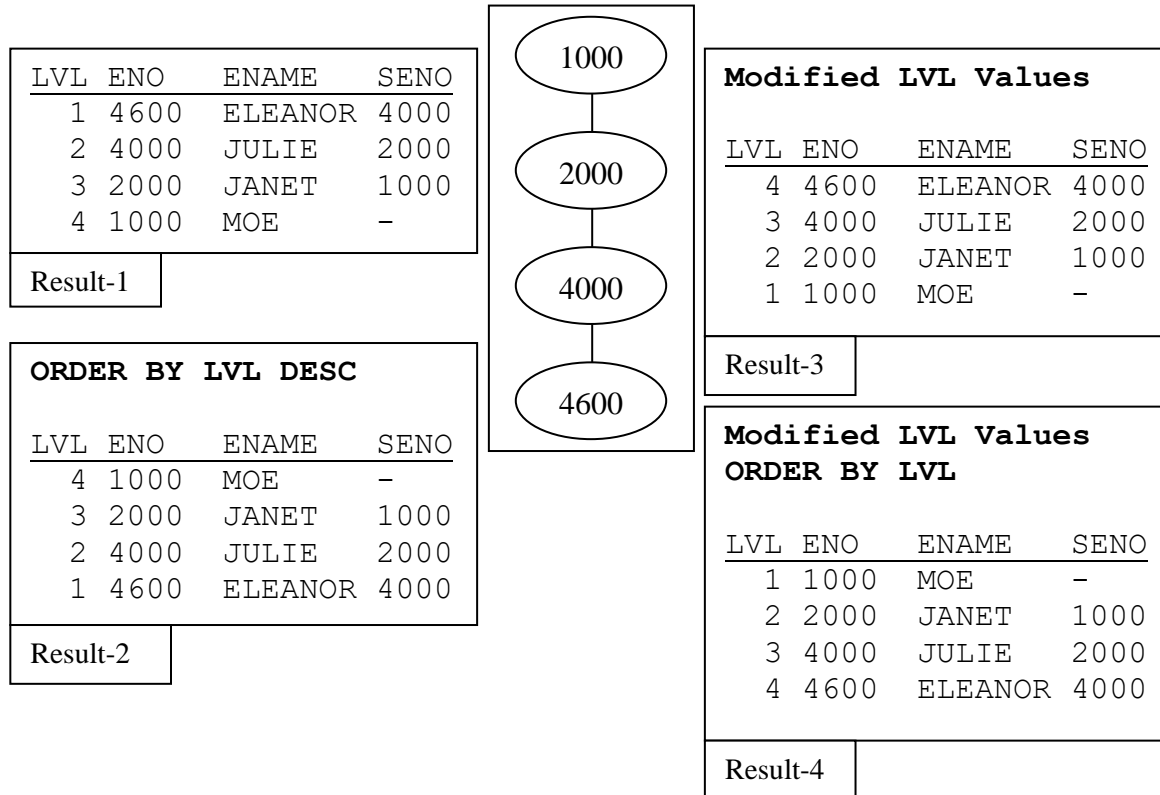 LVL ENO ENAME SENO
1 4600 ELEANOR 4000
2 4000 JULIE 2000
3 2000 JANET 1000
4 1000 MOE -
Result-1
ORDER BY LVL DESC
LVL ENO ENAME SENO
4 1000 MOE -
3 2000 JANET 1000
2 4000 JULIE 2000
1 4600 ELEANOR 4000
Result-2
1000
2000
4000
4600
Modified LVL Values
LVL ENO ENAME SENO
4 4600 ELEANOR 4000
3 4000 JULIE 2000
2 2000 JANET 1000
1 1000 MOE -
Result-3
Modified LVL Values
ORDER BY LVL
LVL ENO ENAME SENO
1 1000 MOE -
2 2000 JANET 1000
3 4000 JULIE 2000
4 4600 ELEANOR 4000
Result-4